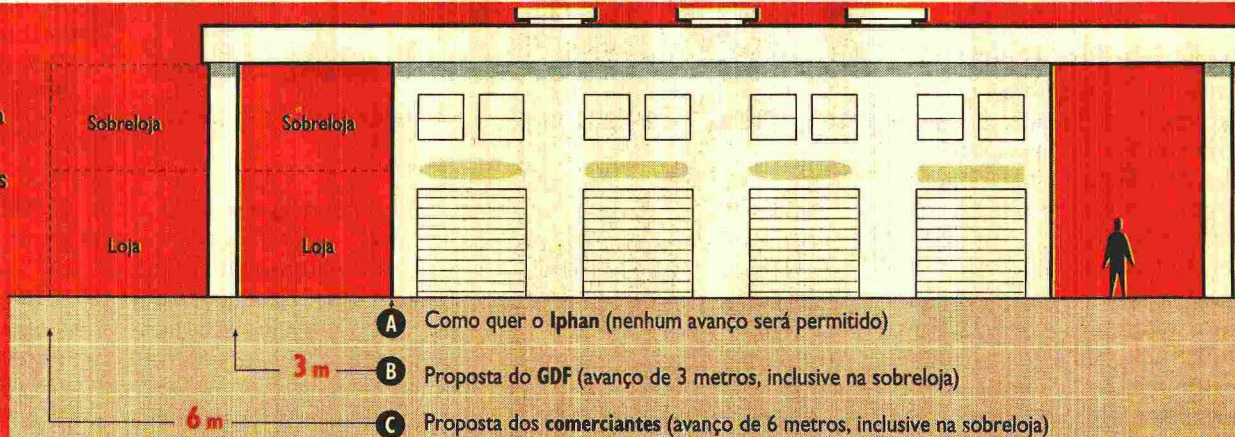 a
s
Sobreloja
Sobreloja
Loja
Loja
A Como quer o Iphan (nenhum avanço será permitido)
3 m B Proposta do GDF (avanço de 3 metros, inclusive na sobreloja)
6 m C Proposta dos comerciantes (avanço de 6 metros, inclusive na sobreloja)